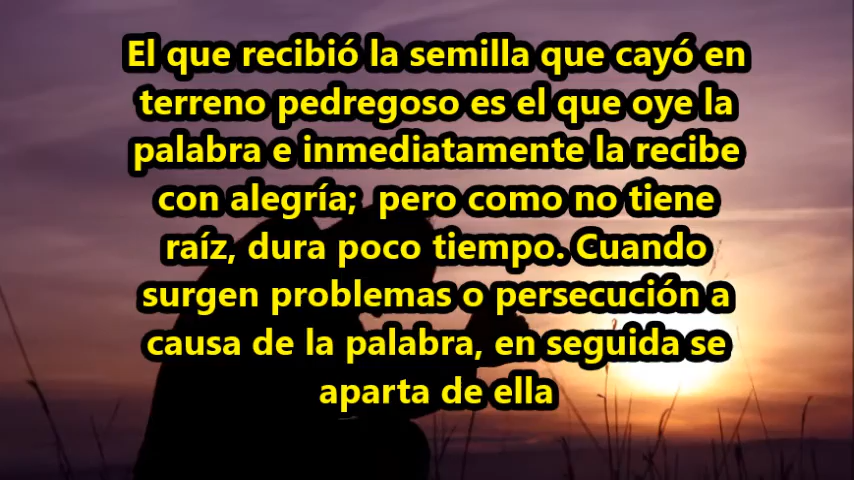 El que recibió la semilla que cayó en
terreno pedregoso es el que oye la
palabra e inmediatamente la recibe
con alegría;  pero como no tiene
raíz, dura poco tiempo. Cuando
surgen problemas o persecución a
causa de la palabra, en seguida se
aparta de ella